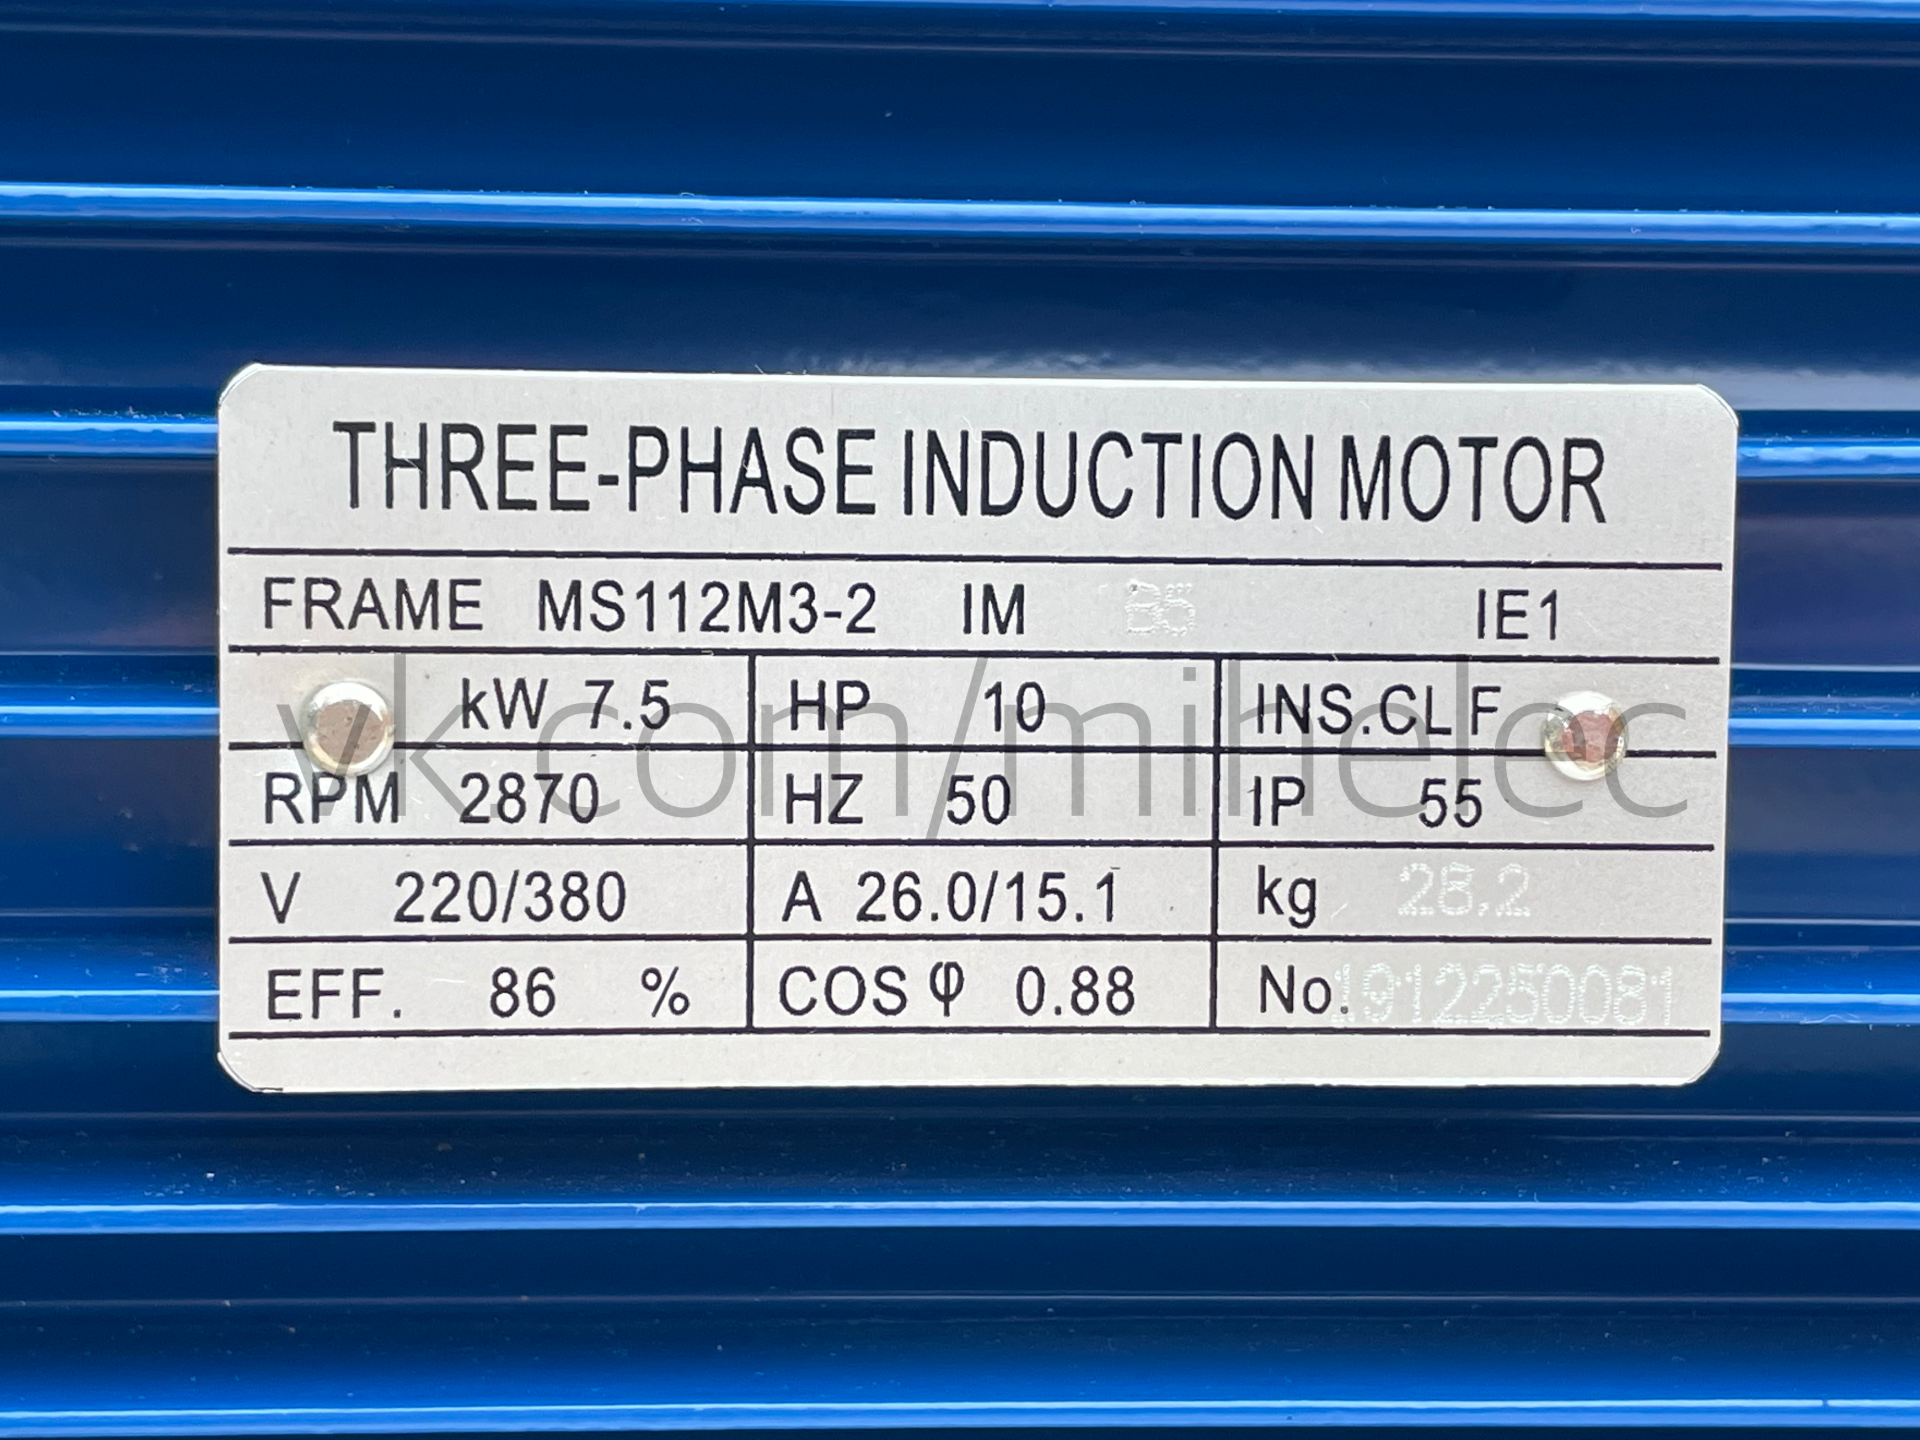 THREE-PHASE INDUCTION MOTOR
FRAME MS112M3-2 IM B5 IE1
kW 7.5 HP 10 INS.CL F
vk.com/mihelec
RPM 2870 HZ 50 IP 55
V 220/380 A 26.0/15.1 kg 28.2
EFF. 86 % COS φ 0.88 No. 1912250081